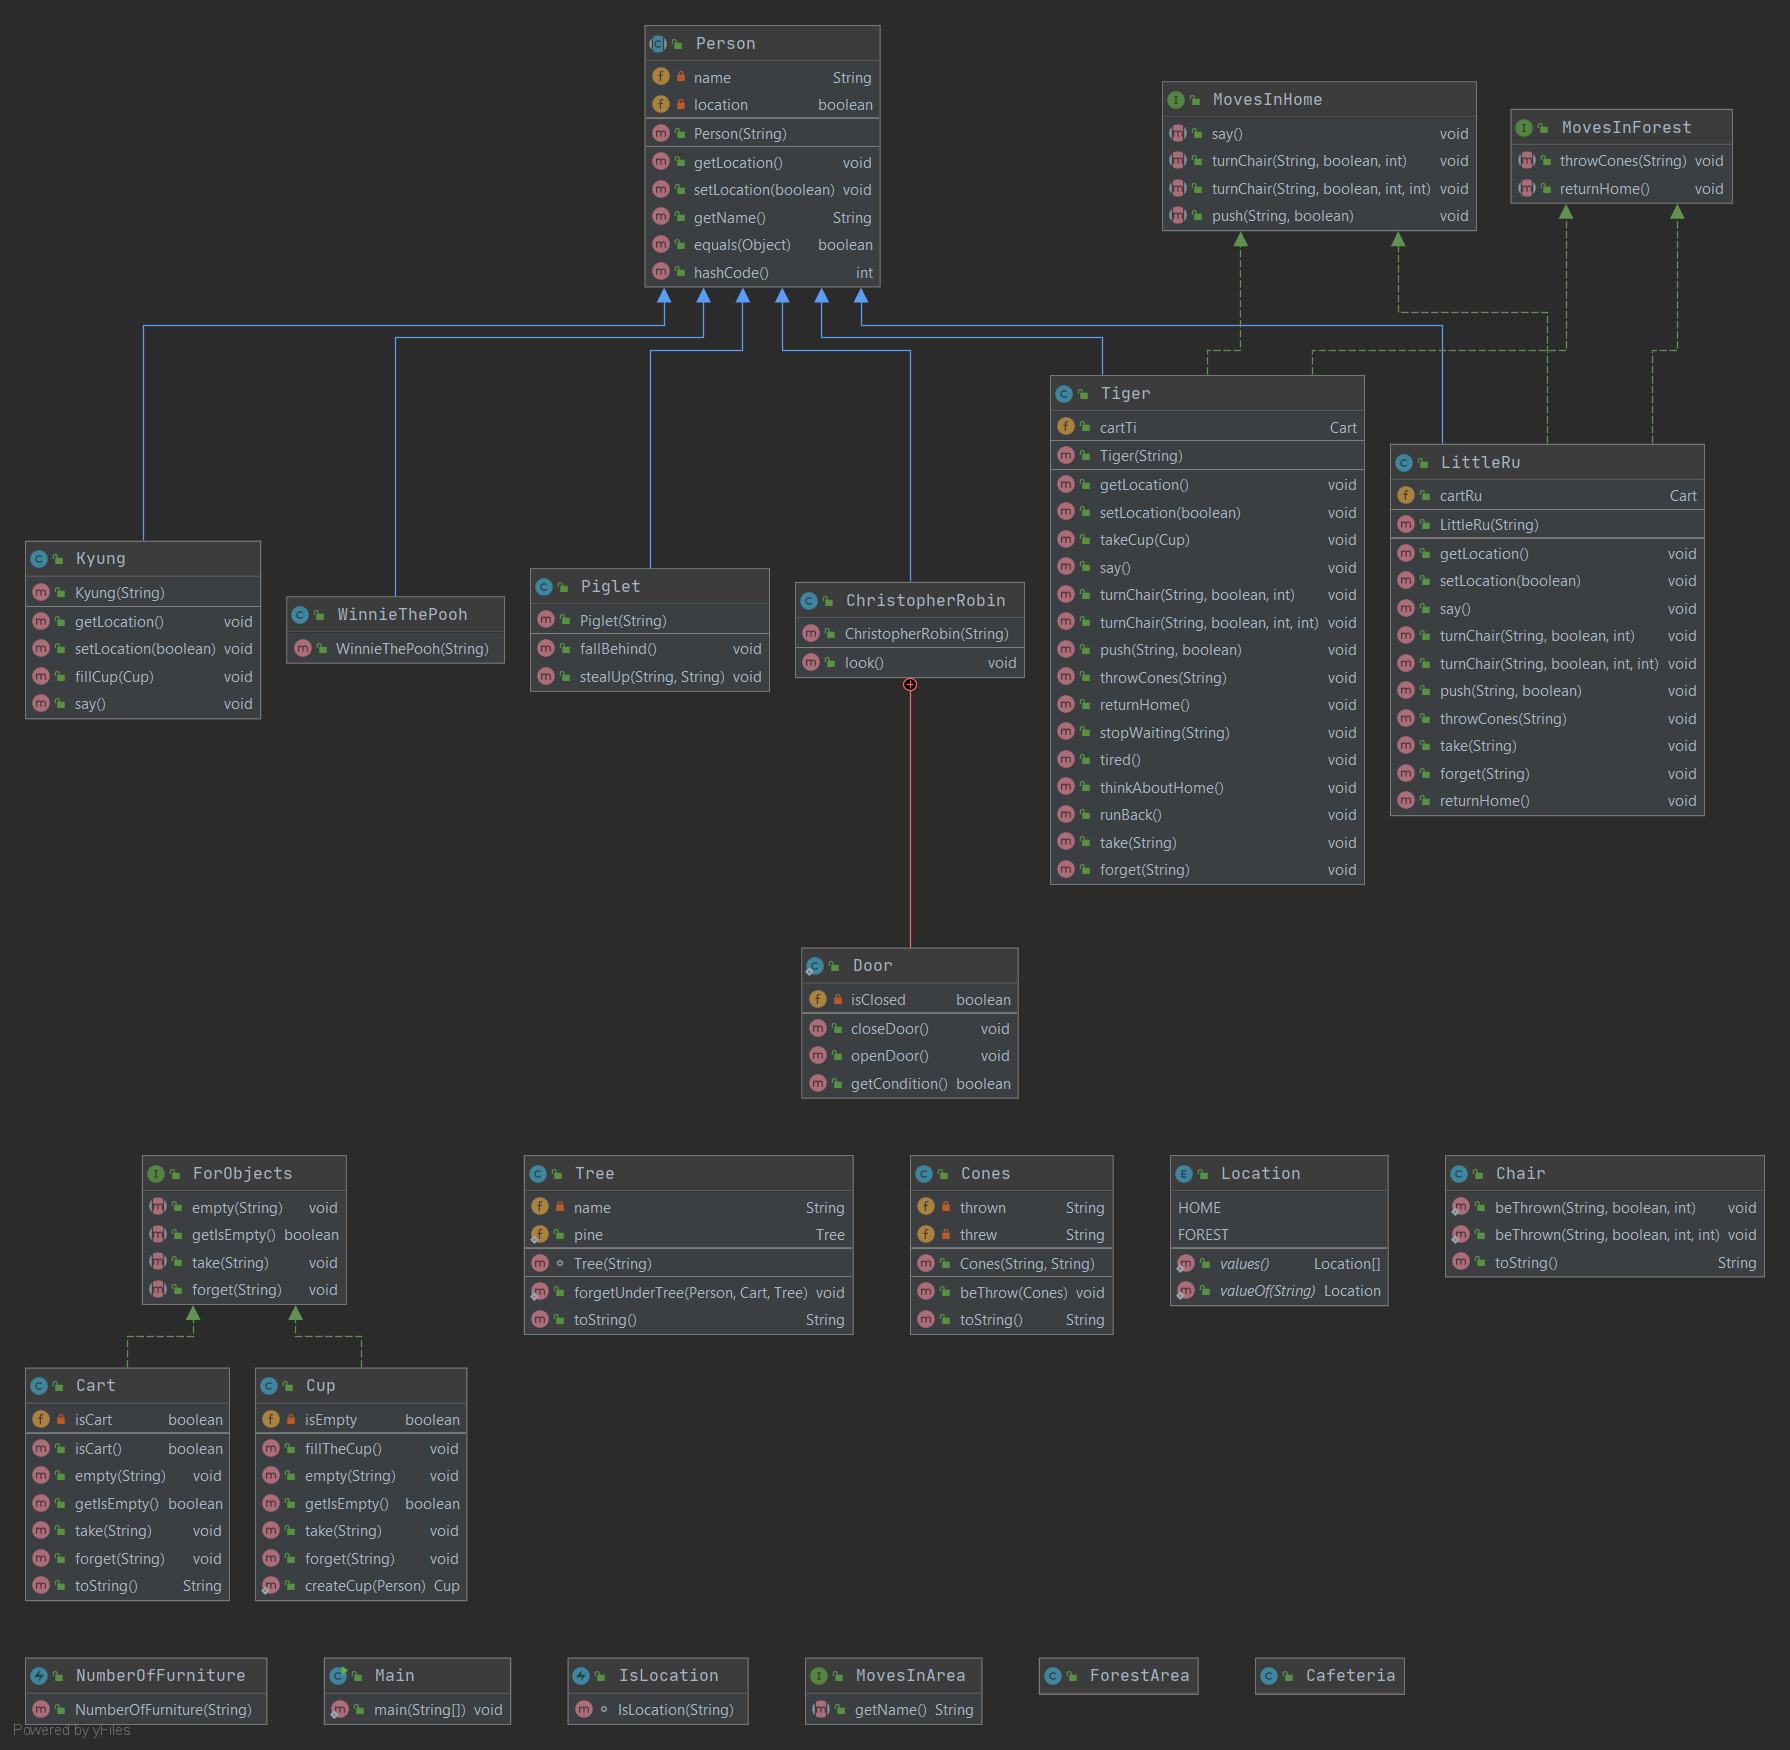 Person
name String
location boolean
Person(String)
getLocation() void
setLocation(boolean) void
getName() String
equals(Object) boolean
hashCode() int
MovesInHome
say() void
turnChair(String, boolean, int) void
turnChair(String, boolean, int, int) void
push(String, boolean) void
MovesInForest
throwCones(String) void
returnHome() void
Tiger
cartTi Cart
Tiger(String)
getLocation() void
setLocation(boolean) void
takeCup(Cup) void
say() void
turnChair(String, boolean, int) void
turnChair(String, boolean, int, int) void
push(String, boolean) void
throwCones(String) void
returnHome() void
stopWaiting(String) void
tired() void
thinkAboutHome() void
runBack() void
take(String) void
forget(String) void
LittleRu
cartRu Cart
LittleRu(String)
getLocation() void
setLocation(boolean) void
say() void
turnChair(String, boolean, int) void
turnChair(String, boolean, int, int) void
push(String, boolean) void
throwCones(String) void
take(String) void
forget(String) void
returnHome() void
Kyung
Kyung(String)
getLocation() void
setLocation(boolean) void
fillCup(Cup) void
say() void
WinnieThePooh
WinnieThePooh(String)
Piglet
Piglet(String)
fallBehind() void
stealUp(String, String) void
ChristopherRobin
ChristopherRobin(String)
look() void
Door
isClosed boolean
closeDoor() void
openDoor() void
getCondition() boolean
ForObjects
empty(String) void
getIsEmpty() boolean
take(String) void
forget(String) void
Tree
name String
pine Tree
Tree(String)
forgetUnderTree(Person, Cart, Tree) void
toString() String
Cones
thrown String
threw String
Cones(String, String)
beThrow(Cones) void
toString() String
Location
HOME
FOREST
values() Location[]
valueOf(String) Location
Chair
beThrown(String, boolean, int) void
beThrown(String, boolean, int, int) void
toString() String
Cart
isCart boolean
isCart() boolean
empty(String) void
getIsEmpty() boolean
take(String) void
forget(String) void
toString() String
Cup
isEmpty boolean
fillTheCup() void
empty(String) void
getIsEmpty() boolean
take(String) void
forget(String) void
createCup(Person) Cup
NumberOfFurniture
NumberOfFurniture(String)
Main
main(String[]) void
IsLocation
IsLocation(String)
MovesInArea
getName() String
ForestArea
Cafeteria
Powered by yFiles